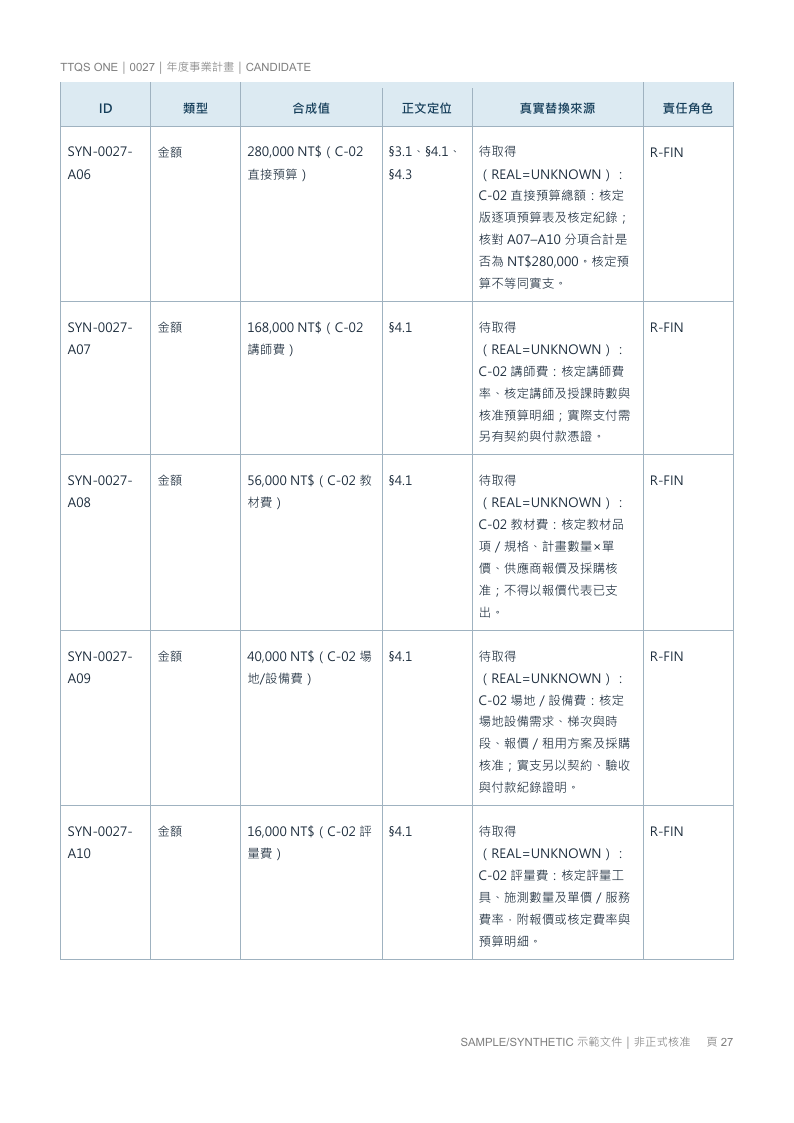 TTQS ONE｜0027｜年度事業計畫｜CANDIDATE
ID 類型 合成值 正文定位 真實替換來源 責任角色
SYN-0027- 金額 280,000 NT$（C-02 §3.1、§4.1、 待取得 R-FIN
A06 直接預算） §4.3 （REAL=UNKNOWN）：
C-02 直接預算總額：核定
版逐項預算表及核定紀錄；
核對 A07–A10 分項合計是
否為 NT$280,000。核定預
算不等同實支。
SYN-0027- 金額 168,000 NT$（C-02 §4.1 待取得 R-FIN
A07 講師費） （REAL=UNKNOWN）：
C-02 講師費：核定講師費
率、核定講師及授課時數與
核准預算明細；實際支付需
另有契約與付款憑證。
SYN-0027- 金額 56,000 NT$（C-02 教 §4.1 待取得 R-FIN
A08 材費） （REAL=UNKNOWN）：
C-02 教材費：核定教材品
項／規格、計畫數量×單
價、供應商報價及採購核
准；不得以報價代表已支
出。
SYN-0027- 金額 40,000 NT$（C-02 場 §4.1 待取得 R-FIN
A09 地/設備費） （REAL=UNKNOWN）：
C-02 場地／設備費：核定
場地設備需求、梯次與時
段、報價／租用方案及採購
核准；實支另以契約、驗收
與付款紀錄證明。
SYN-0027- 金額 16,000 NT$（C-02 評 §4.1 待取得 R-FIN
A10 量費） （REAL=UNKNOWN）：
C-02 評量費：核定評量工
具、施測數量及單價／服務
費率，附報價或核定費率與
預算明細。
SAMPLE/SYNTHETIC 示範文件｜非正式核准 頁 27